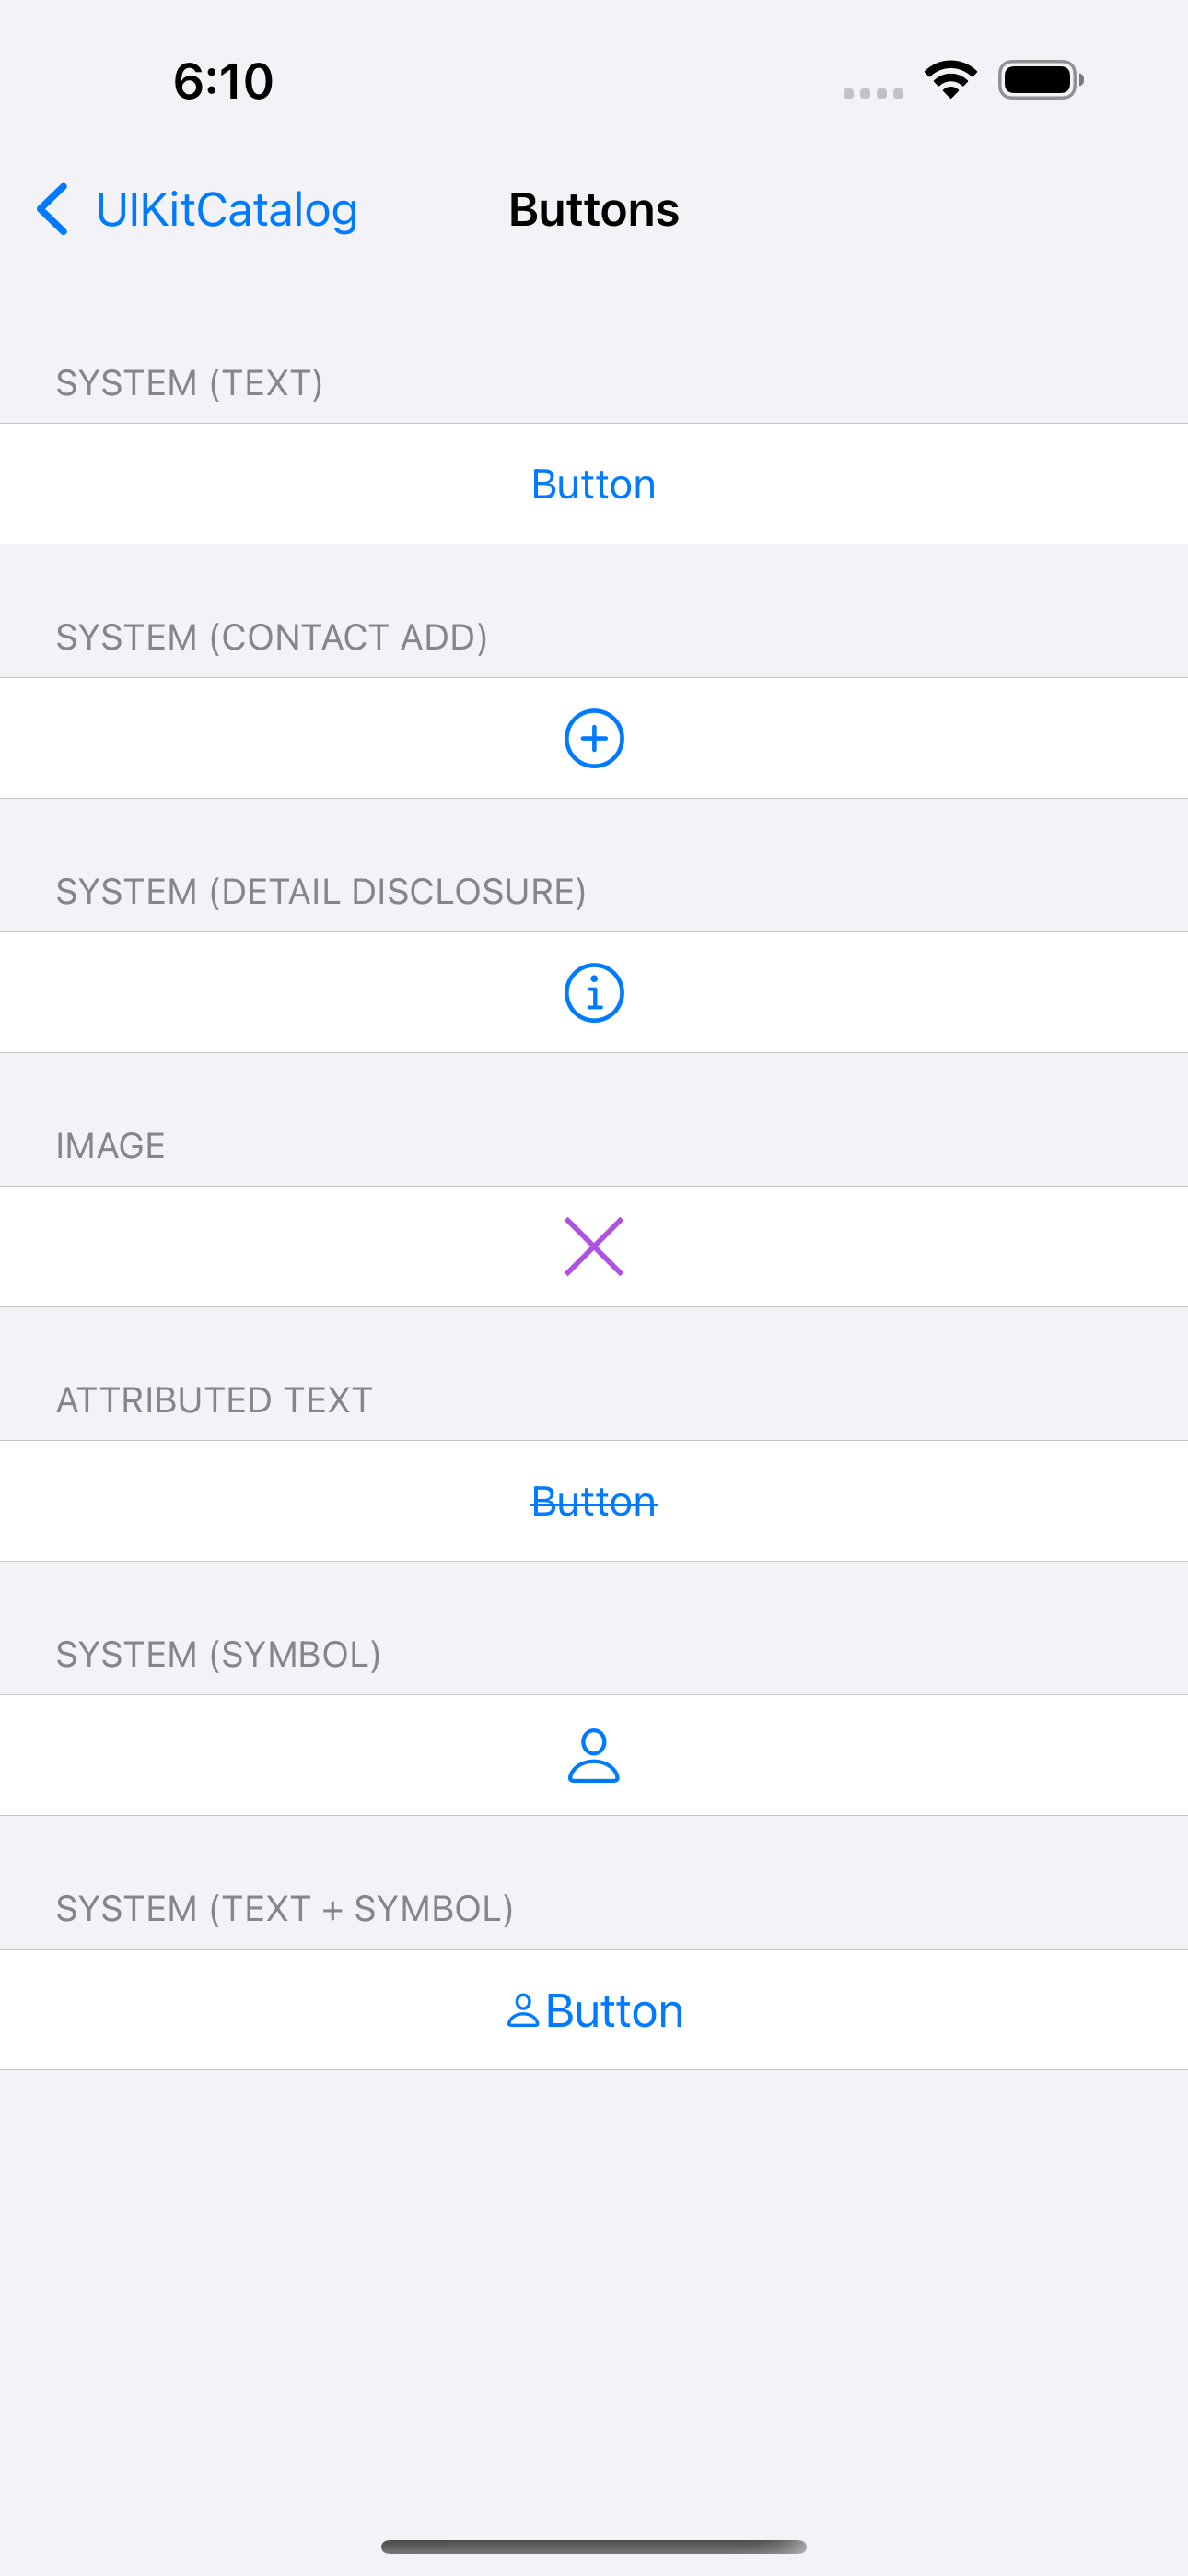 6:10
UIKitCatalog
Buttons
SYSTEM (TEXT)
Button
SYSTEM (CONTACT ADD)
SYSTEM (DETAIL DISCLOSURE)
IMAGE
ATTRIBUTED TEXT
Button
SYSTEM (SYMBOL)
SYSTEM (TEXT + SYMBOL)
Button